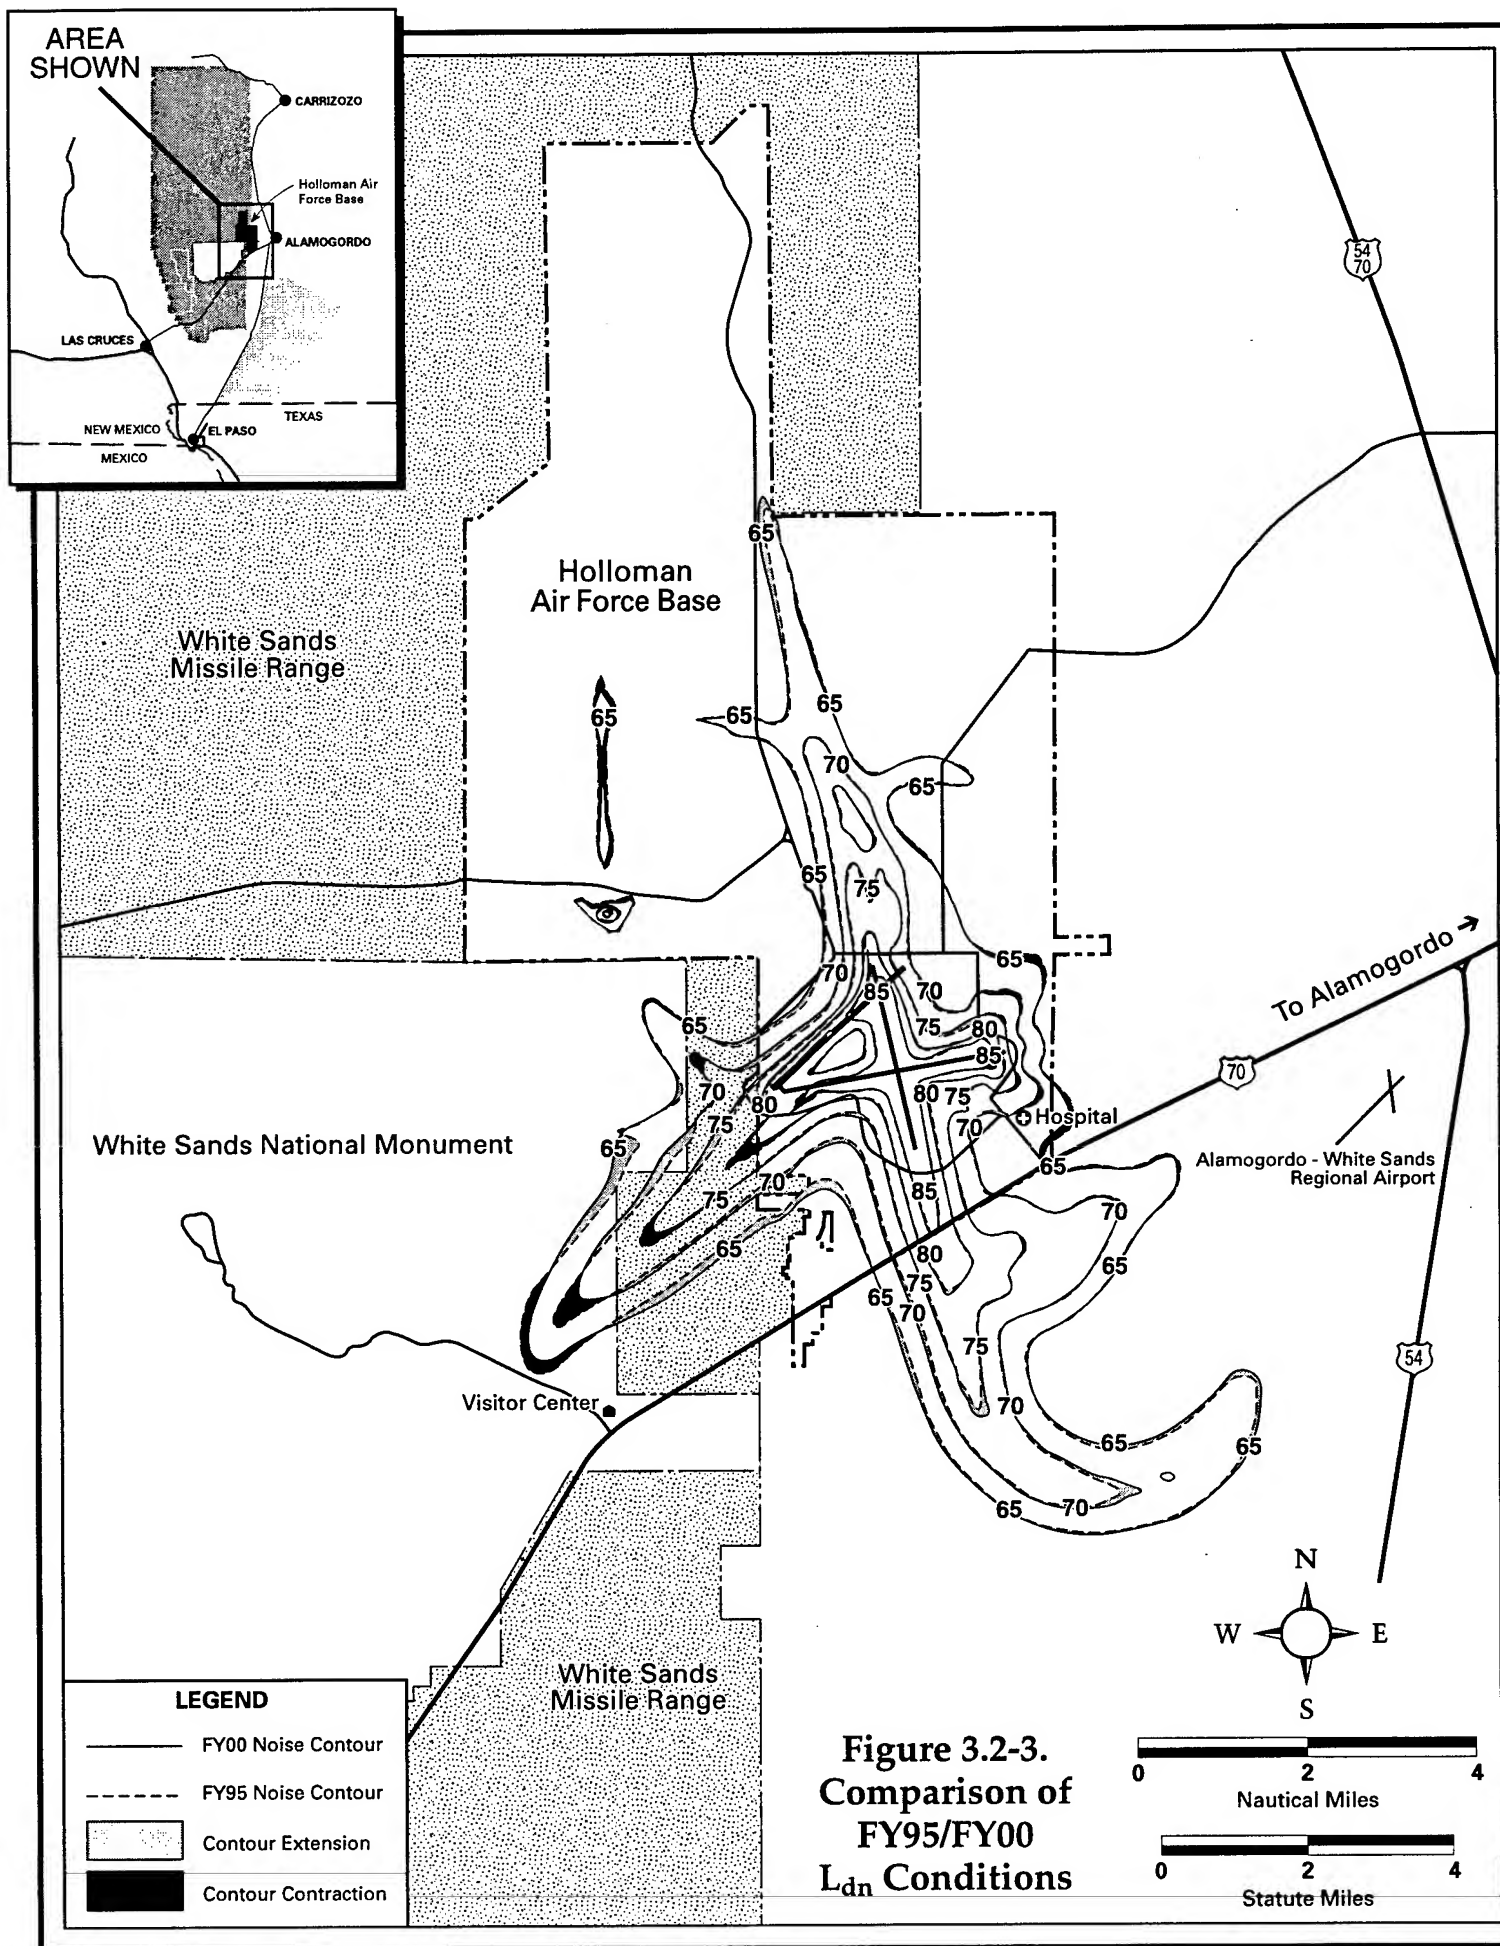 AREA
SHOWN
CARRIZOZO
Holloman Air
Force Base
ALAMOGORDO
LAS CRUCES
NEW MEXICO
TEXAS
EL PASO
MEXICO
54
70
65
Holloman
Air Force Base
White Sands
Missile Range
65
65
65
70
65
65
75
To Alamogordo
65
70
85
70
65
75
80
85
70
70
80
80
75
75
Hospital
70
White Sands National Monument
65
65
Alamogordo - White Sands
Regional Airport
70
85
75
70
65
80
65
75
65
70
75
54
Visitor Center
70
65
65
65
70
N
W
E
S
White Sands
Missile Range
LEGEND
FY00 Noise Contour
FY95 Noise Contour
Contour Extension
Contour Contraction
Figure 3.2-3.
Comparison of
FY95/FY00
Ldn Conditions
0 2 4
Nautical Miles
0 2 4
Statute Miles